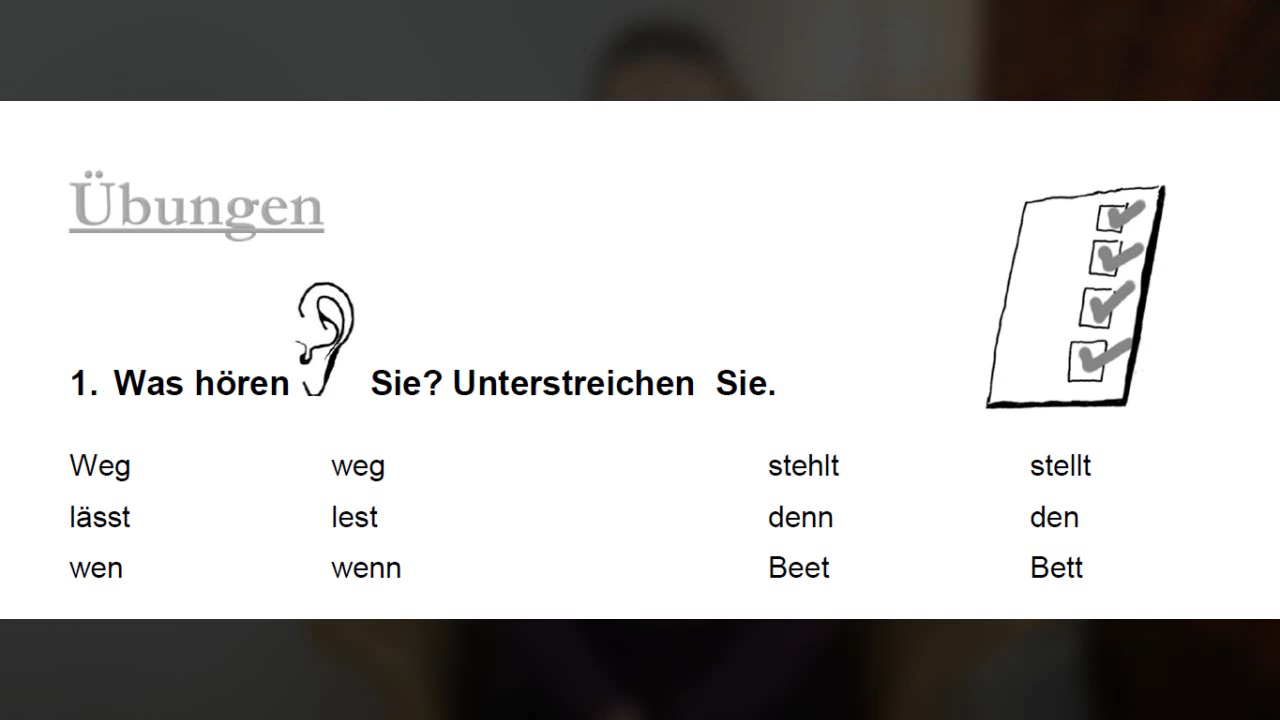 Übungen
1. Was hören Sie? Unterstreichen Sie.
Weg weg stehlt stellt
lässt lest denn den
wen wenn Beet Bett